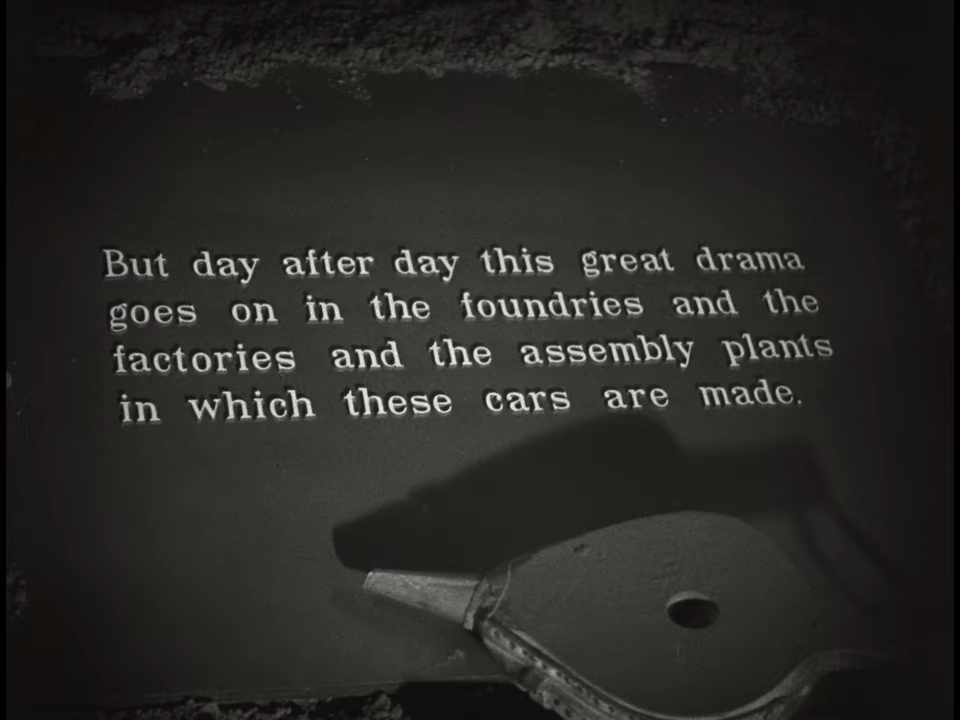 But day after day this great drama
goes on in the foundries and the
factories and the assembly plants
in which these cars are made.